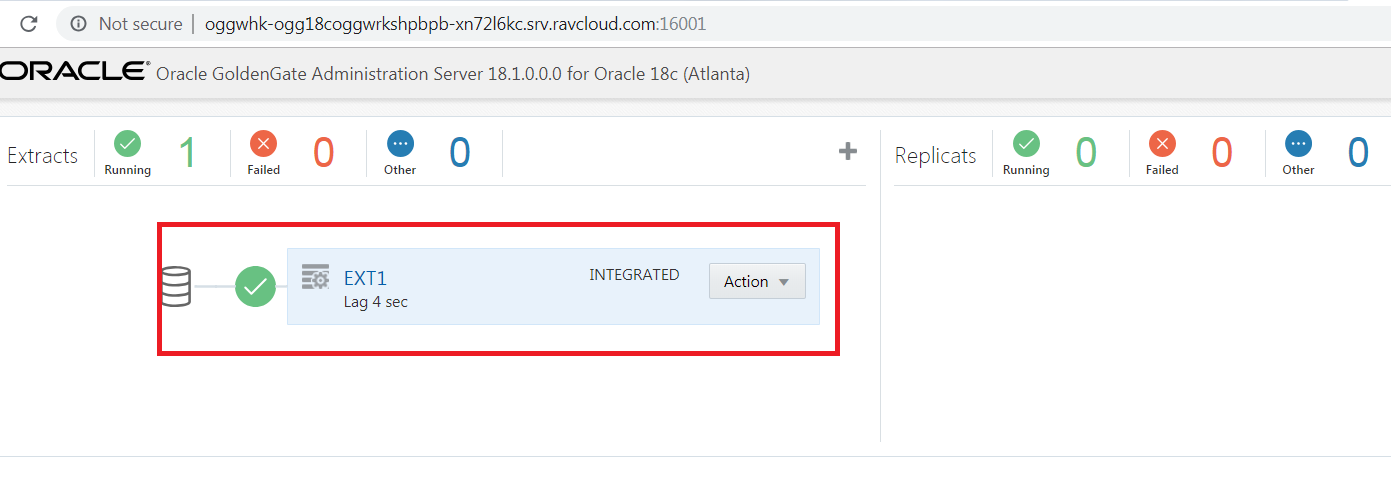 Not secure | oggwhk-ogg18coggwrkshpbpb-xn72l6kc.srv.ravcloud.com:16001
ORACLE® Oracle GoldenGate Administration Server 18.1.0.0.0 for Oracle 18c (Atlanta)
Extracts
1
Running
0
Failed
0
Other
Replicats
0
Running
0
Failed
0
Other
EXT1
Lag 4 sec
INTEGRATED
Action